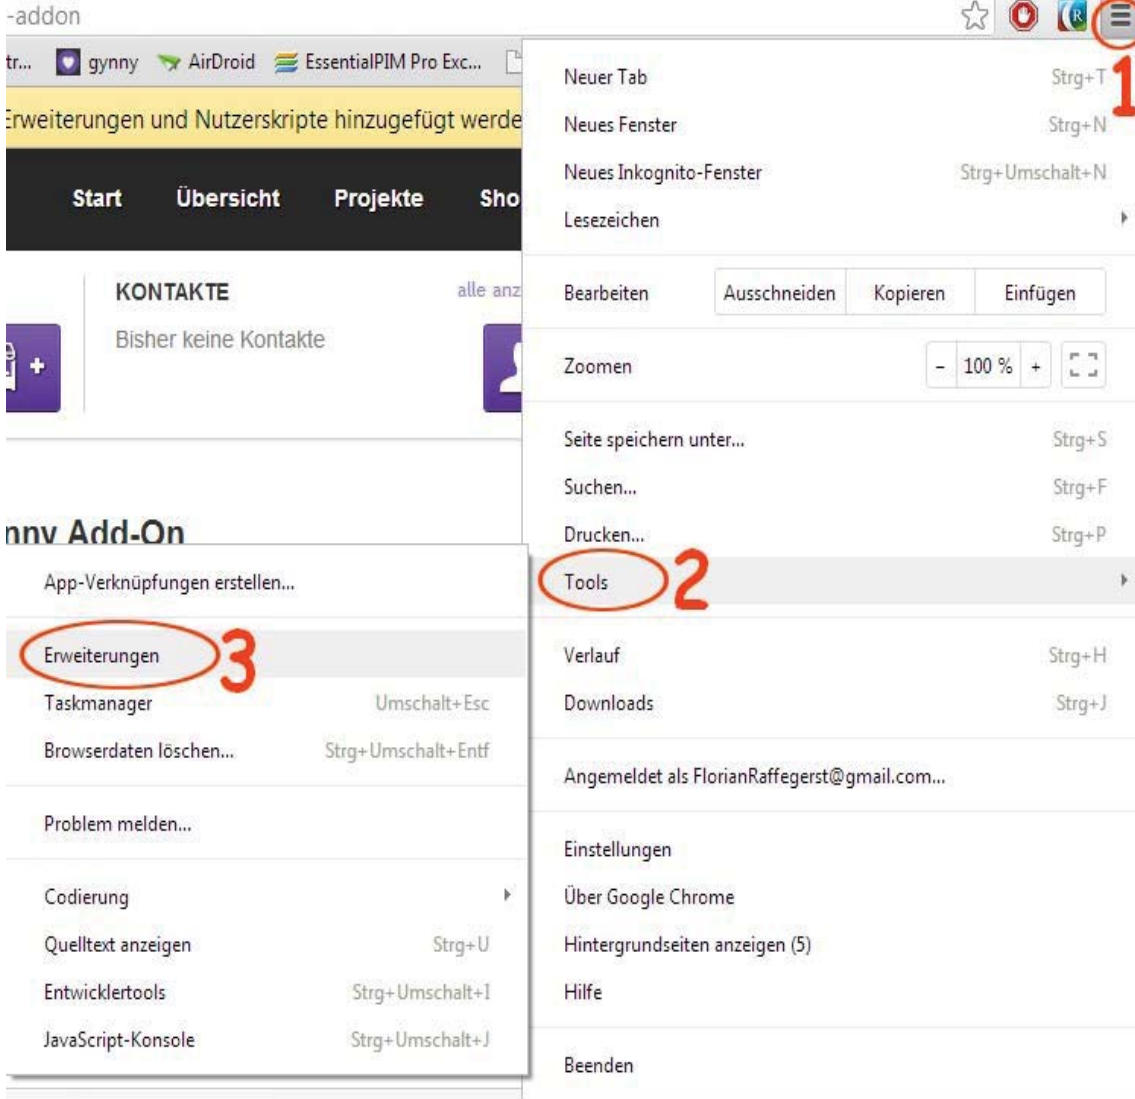 -addon
1
tr... gynny AirDroid EssentialPIM Pro Exc...
Erweiterungen und Nutzerskripte hinzugefügt werde
Start Übersicht Projekte Sho
KONTAKTE alle anz
Bisher keine Kontakte
nny Add-On
Neuer Tab Strg+T
Neues Fenster Strg+N
Neues Inkognito-Fenster Strg+Umschalt+N
Lesezeichen
Bearbeiten Ausschneiden Kopieren Einfügen
Zoomen - 100 % +
Seite speichern unter... Strg+S
Suchen... Strg+F
Drucken... Strg+P
Tools 2
Verlauf Strg+H
Downloads Strg+J
Angemeldet als FlorianRaffegerst@gmail.com...
Einstellungen
Über Google Chrome
Hintergrundseiten anzeigen (5)
Hilfe
Beenden
App-Verknüpfungen erstellen...
Erweiterungen 3
Taskmanager Umschalt+Esc
Browserdaten löschen... Strg+Umschalt+Entf
Problem melden...
Codierung
Quelltext anzeigen Strg+U
Entwicklertools Strg+Umschalt+I
JavaScript-Konsole Strg+Umschalt+J